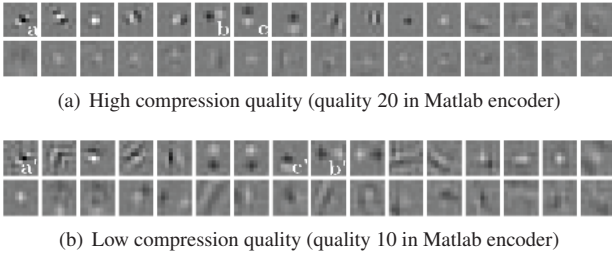 a b c
(a) High compression quality (quality 20 in Matlab encoder)
a' c' b'
(b) Low compression quality (quality 10 in Matlab encoder)